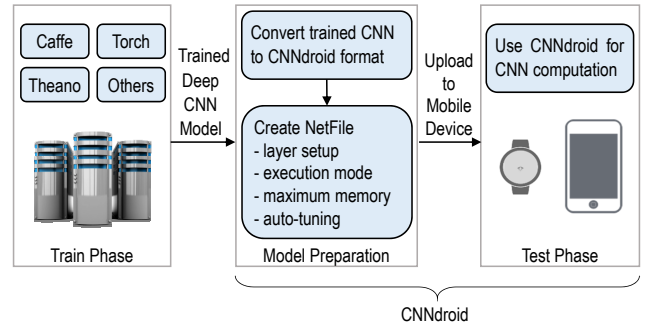 Caffe
Torch
Theano
Others
Train Phase
Trained
Deep
CNN
Model
Convert trained CNN
to CNNdroid format
Create NetFile
- layer setup
- execution mode
- maximum memory
- auto-tuning
Model Preparation
Upload
to
Mobile
Device
Use CNNdroid for
CNN computation
Test Phase
CNNdroid